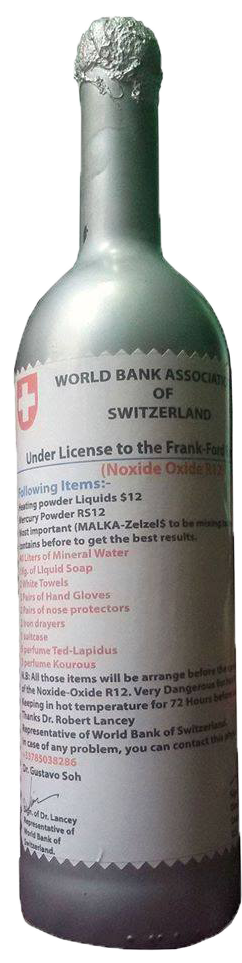 WORLD BANK ASSOCIATI
OF
SWITZERLAND
Under License to the Frank-Ford
(Noxide Oxide R12
Following Items:-
Heating powder Liquids $12
Mercury Powder RS12
Most important (MALKA-Zelzel$ to be mixing
contains before to get the best results.
Liters of Mineral Water
Kg. of Liquid Soap
White Towels
Pairs of Hand Gloves
Pairs of nose protectors
Iron drayers
suitcase
perfume Ted-Lapidus
perfume Kourous
N.B: All those items will be arrange before the
of the Noxide-Oxide R12. Very Dangerous
Keeping in hot temperature for 72 Hours before
Thanks Dr. Robert Lancey
Representative of World Bank of Switzerland.
in case of any problem, you can contact this
33765038286
Dr. Gustavo Soh
Sign. of Dr. Lancey
Representative of
World Bank of
Switzerland.